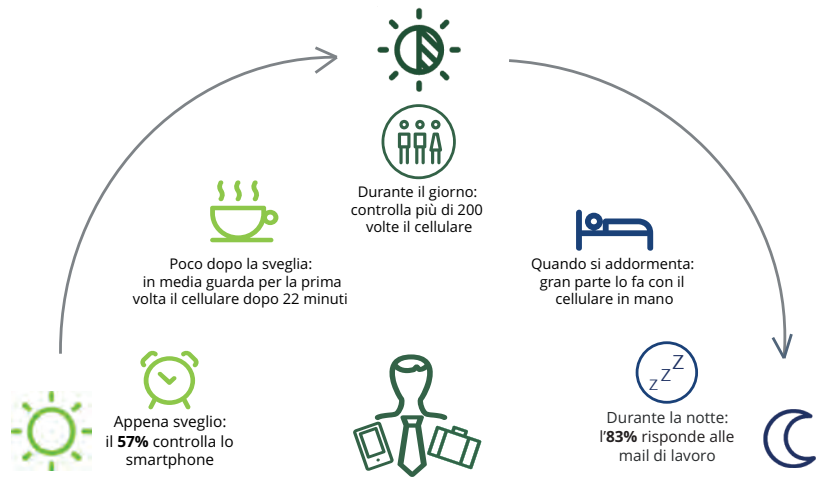 Appena sveglio:
il 57% controlla lo
smartphone
Poco dopo la sveglia:
in media guarda per la prima
volta il cellulare dopo 22 minuti
Durante il giorno:
controlla più di 200
volte il cellulare
Quando si addormenta:
gran parte lo fa con il
cellulare in mano
z z Z
Durante la notte:
l'83% risponde alle
mail di lavoro